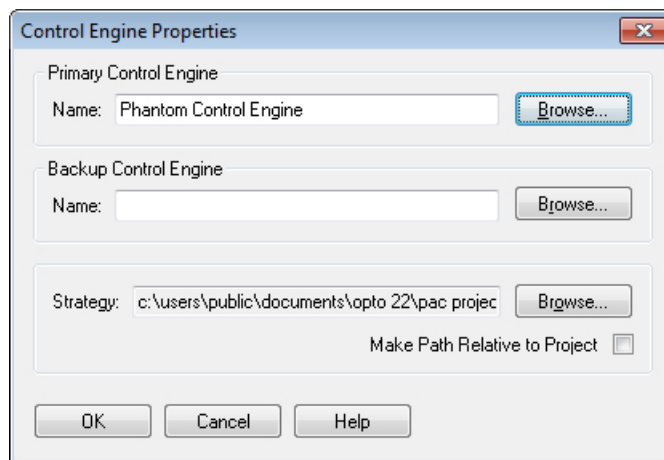 Control Engine Properties
Primary Control Engine
Name: Phantom Control Engine Browse...
Backup Control Engine
Name: Browse...
Strategy: c:\users\public\documents\opto 22\pac projec Browse...
Make Path Relative to Project
OK Cancel Help